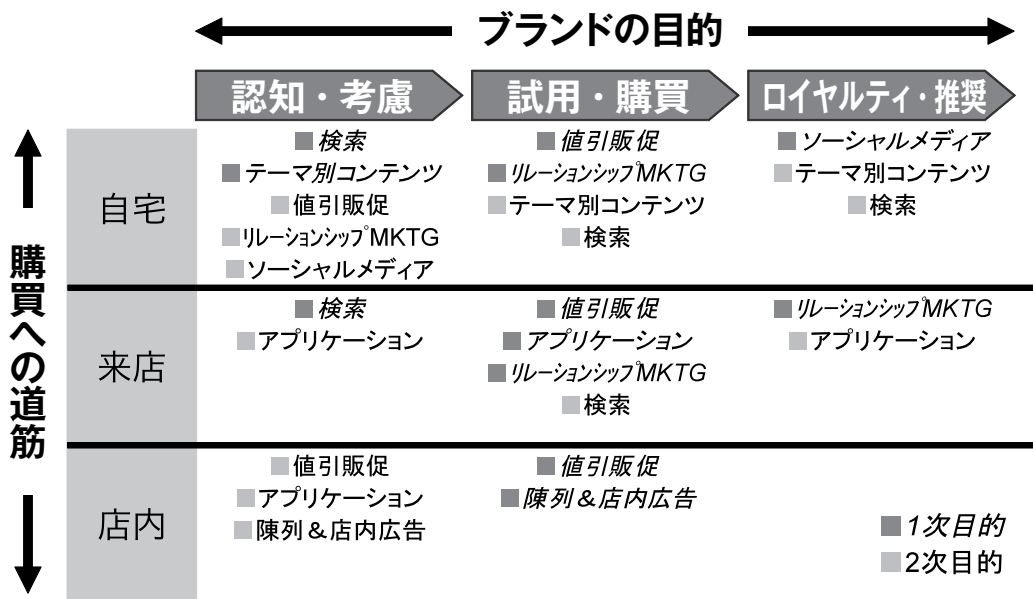 ブランドの目的
認知・考慮
試用・購買
ロイヤルティ・推奨
購買への道筋
自宅
■検索
■テーマ別コンテンツ
■値引販促
■リレーションシップMKTG
■ソーシャルメディア
■値引販促
■リレーションシップMKTG
■テーマ別コンテンツ
■検索
■ソーシャルメディア
■テーマ別コンテンツ
■検索
来店
■検索
■アプリケーション
■値引販促
■アプリケーション
■リレーションシップMKTG
■検索
■リレーションシップMKTG
■アプリケーション
店内
■値引販促
■アプリケーション
■陳列&店内広告
■値引販促
■陳列&店内広告
■1次目的
■2次目的